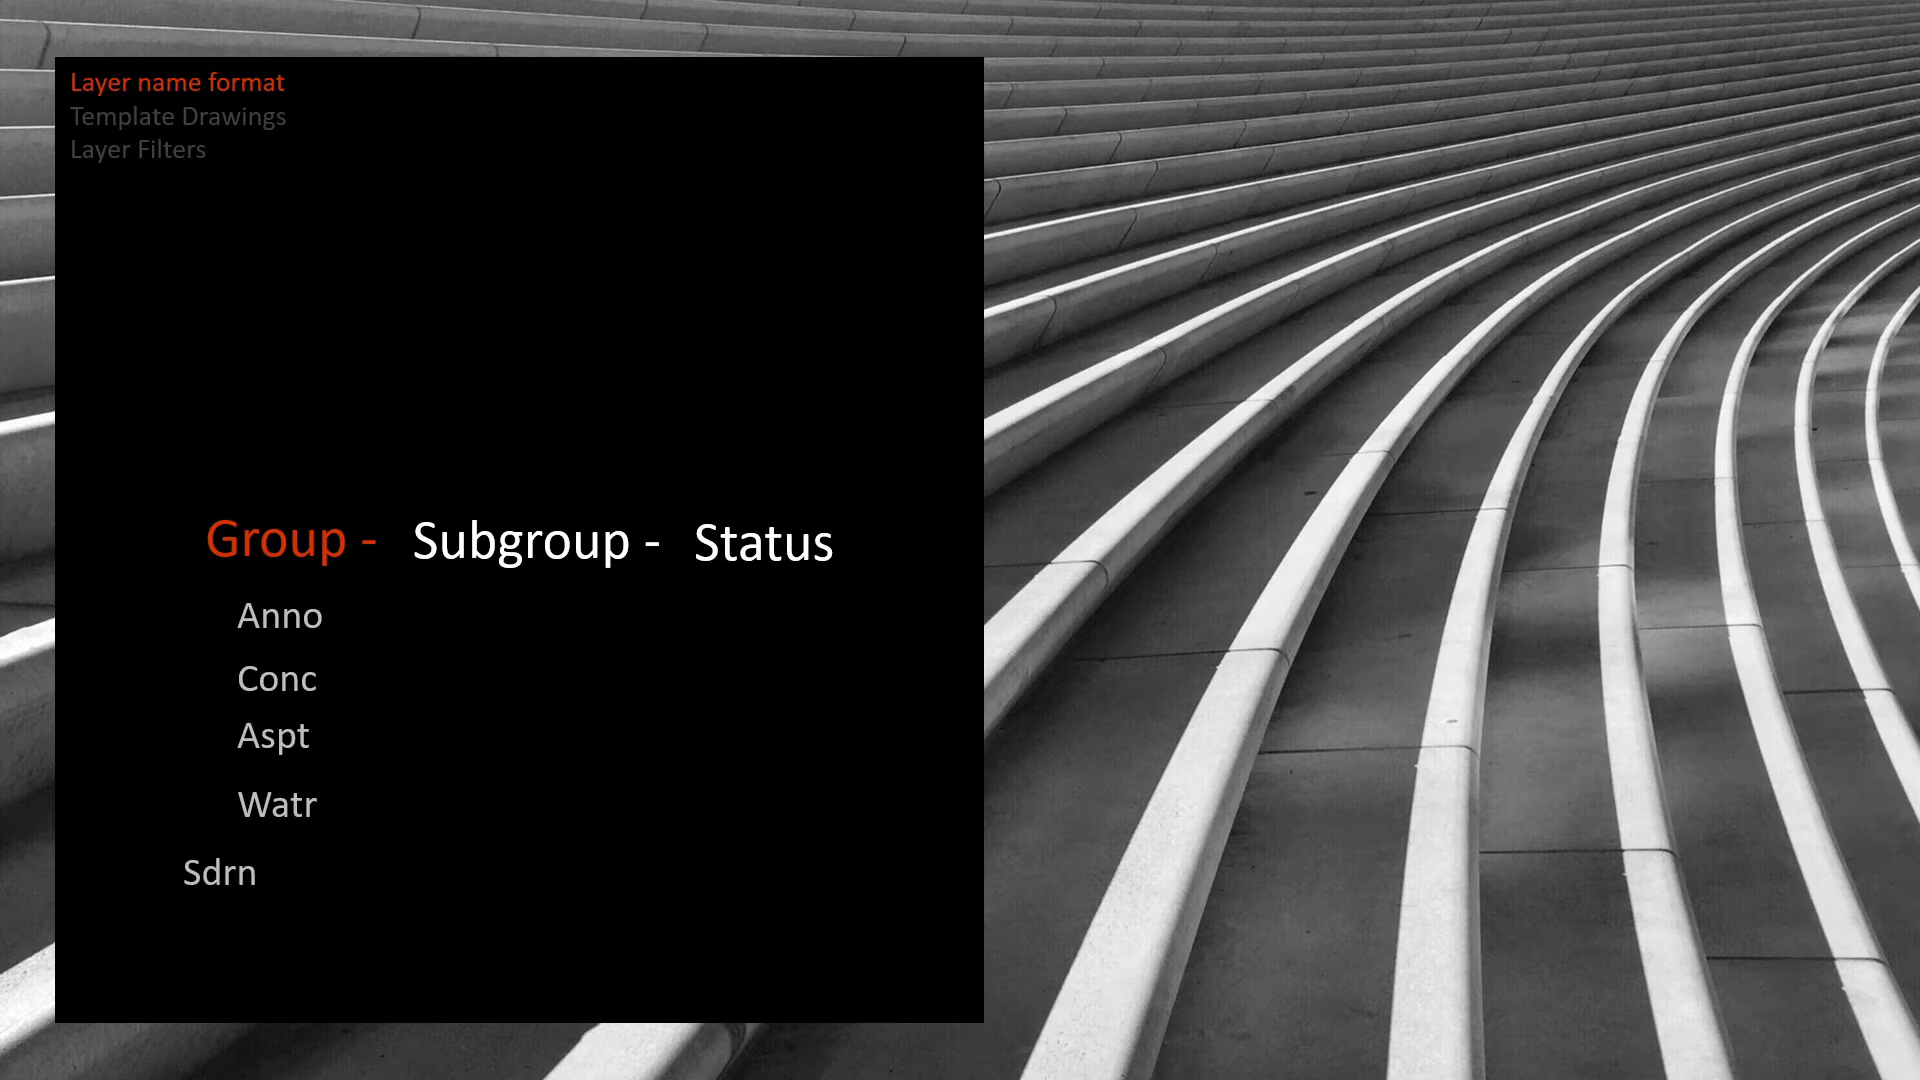 Layer name format
Template Drawings
Layer Filters
Group - Subgroup - Status
Anno
Conc
Aspt
Watr
Sdrn